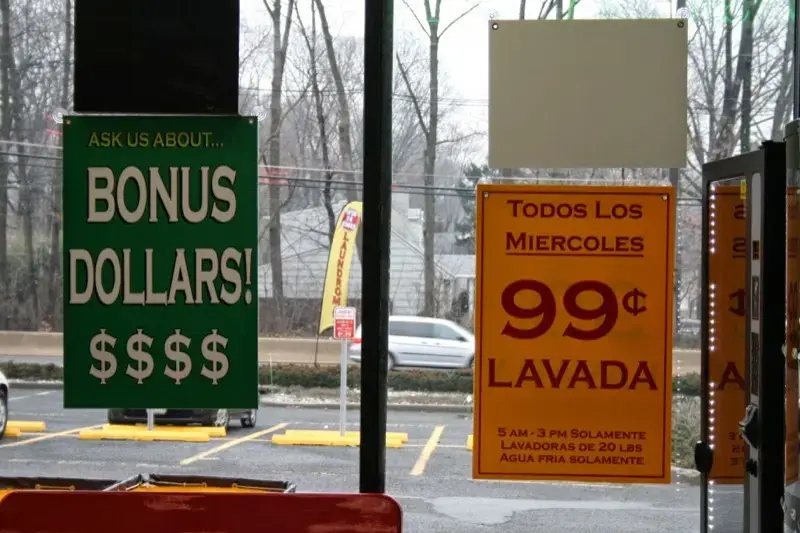 ASK US ABOUT...
BONUS
DOLLARS!
$$$$
LAUNDROMAT
TODOS LOS
MIERCOLES
99¢
LAVADA
5 AM - 3 PM SOLAMENTE
LAVADORAS DE 20 LBS
AGUA FRIA SOLAMENTE